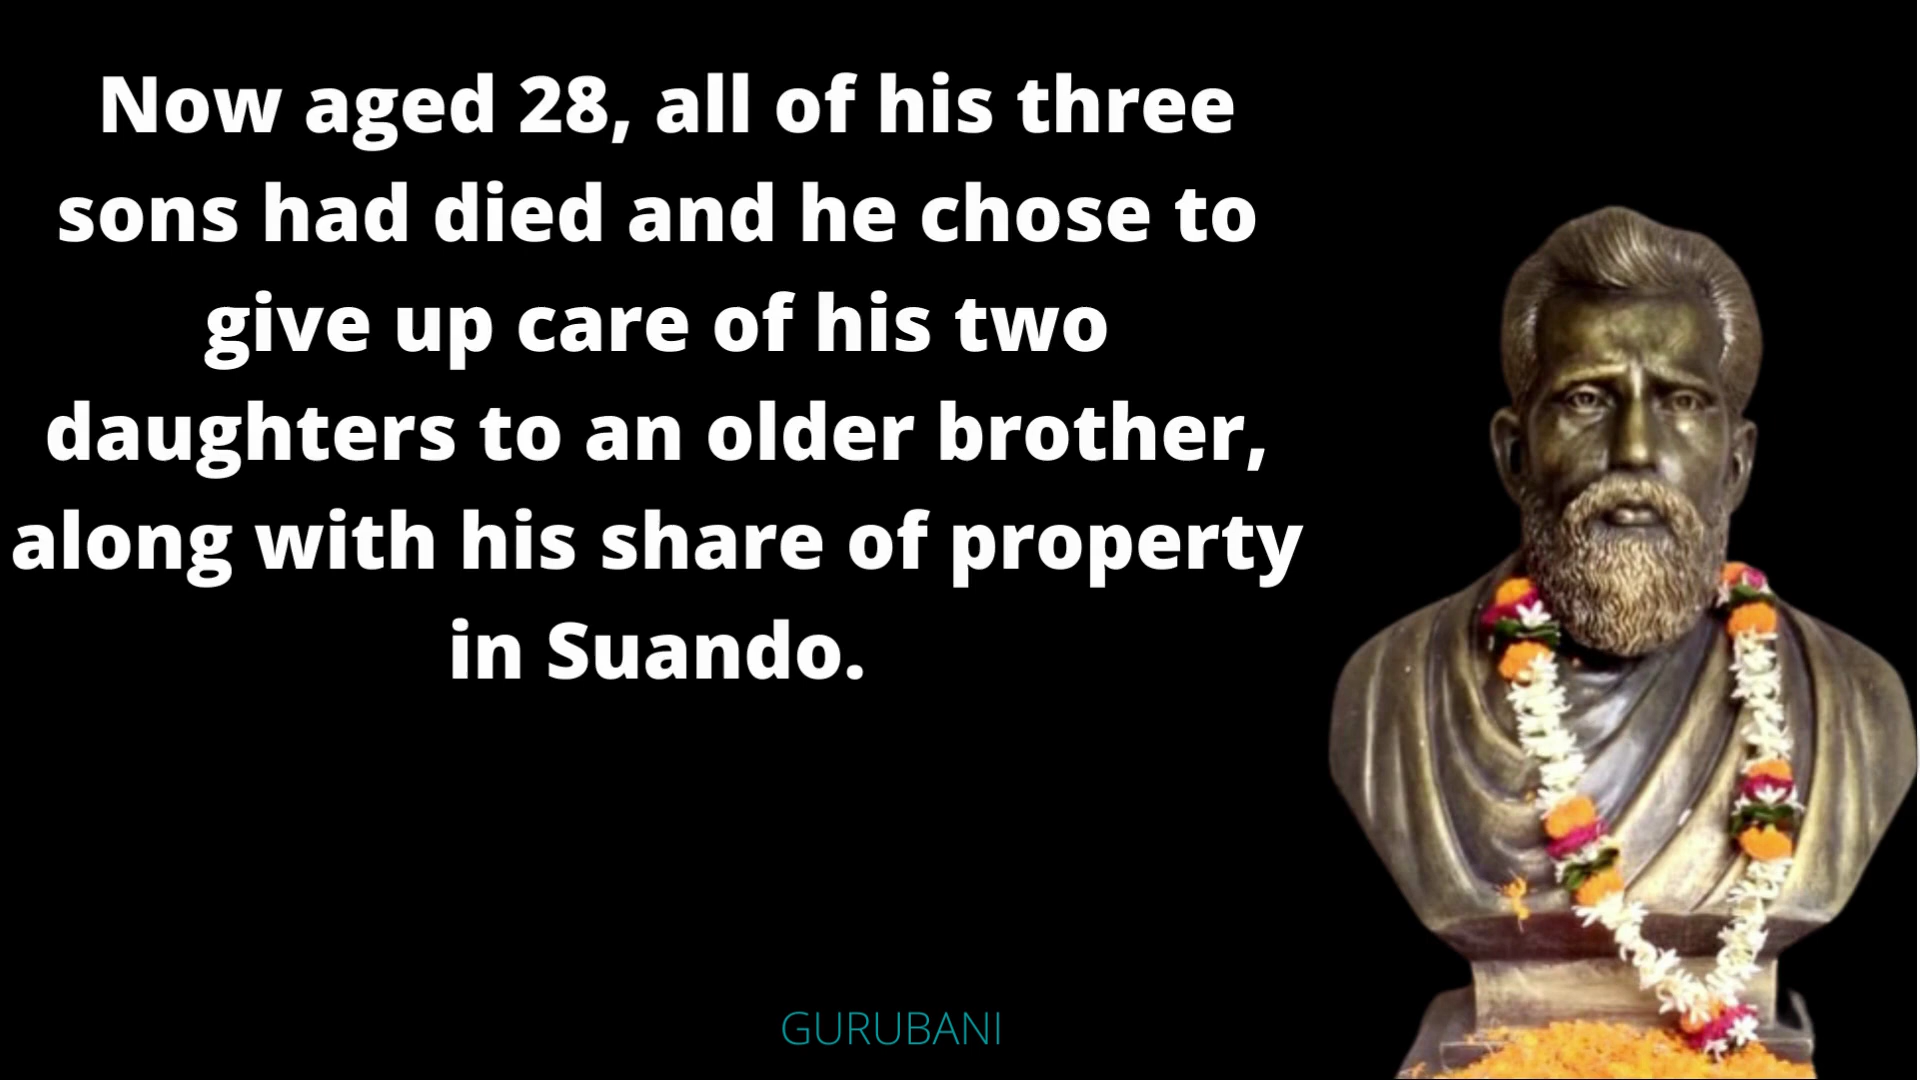 Now aged 28, all of his three
sons had died and he chose to
give up care of his two
daughters to an older brother,
along with his share of property
in Suando.
GURUBANI